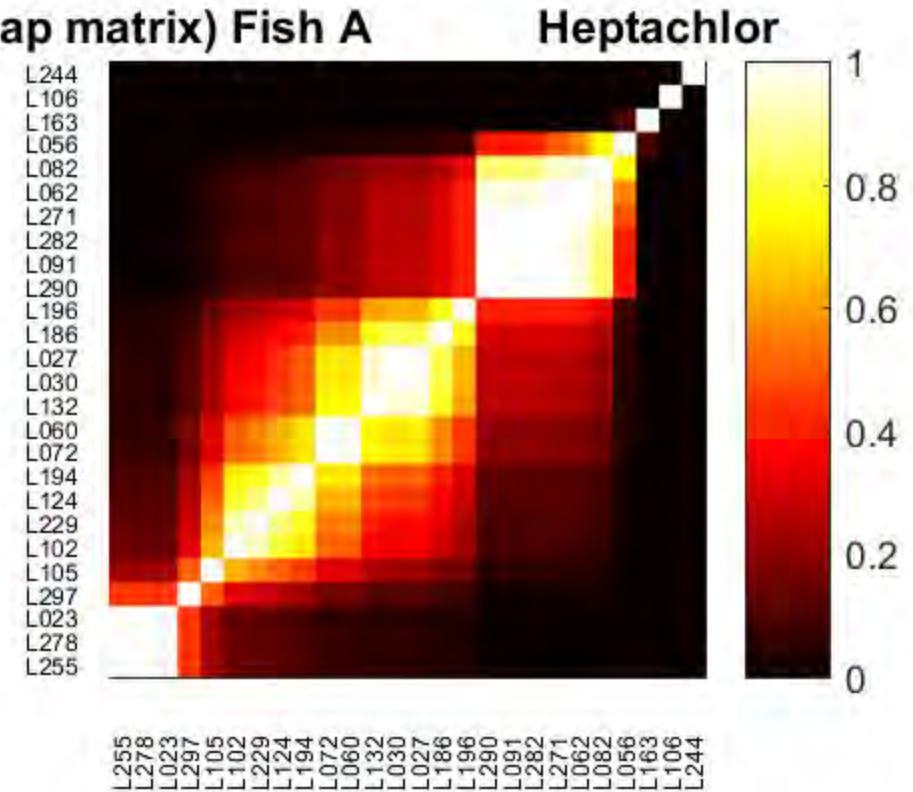 ap matrix) Fish A Heptachlor
L244
L106
L163
L056
L082
L062
L271
L282
L091
L290
L196
L186
L027
L030
L132
L060
L072
L194
L124
L229
L102
L105
L297
L023
L278
L255
1
0.8
0.6
0.4
0.2
0
L255
L278
L023
L297
L105
L102
L229
L124
L194
L072
L060
L132
L030
L027
L186
L196
L290
L091
L282
L271
L062
L082
L056
L163
L106
L244